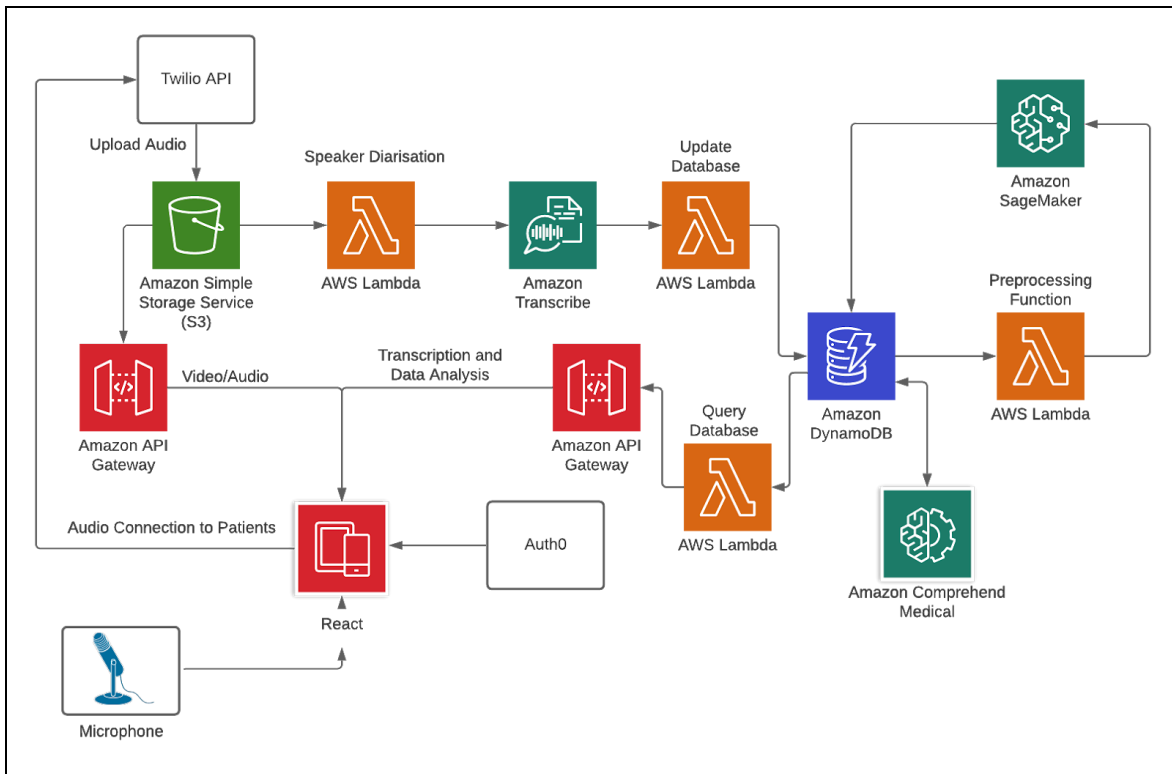 Twilio API
Upload Audio
Speaker Diarisation
Update
Database
Amazon
SageMaker
Amazon Simple
Storage Service
(S3)
AWS Lambda
Amazon
Transcribe
AWS Lambda
Preprocessing
Function
Video/Audio
Transcription and
Data Analysis
Amazon API
Gateway
Amazon API
Gateway
Query
Database
Amazon
DynamoDB
AWS Lambda
Audio Connection to Patients
Auth0
AWS Lambda
Amazon Comprehend
Medical
React
Microphone